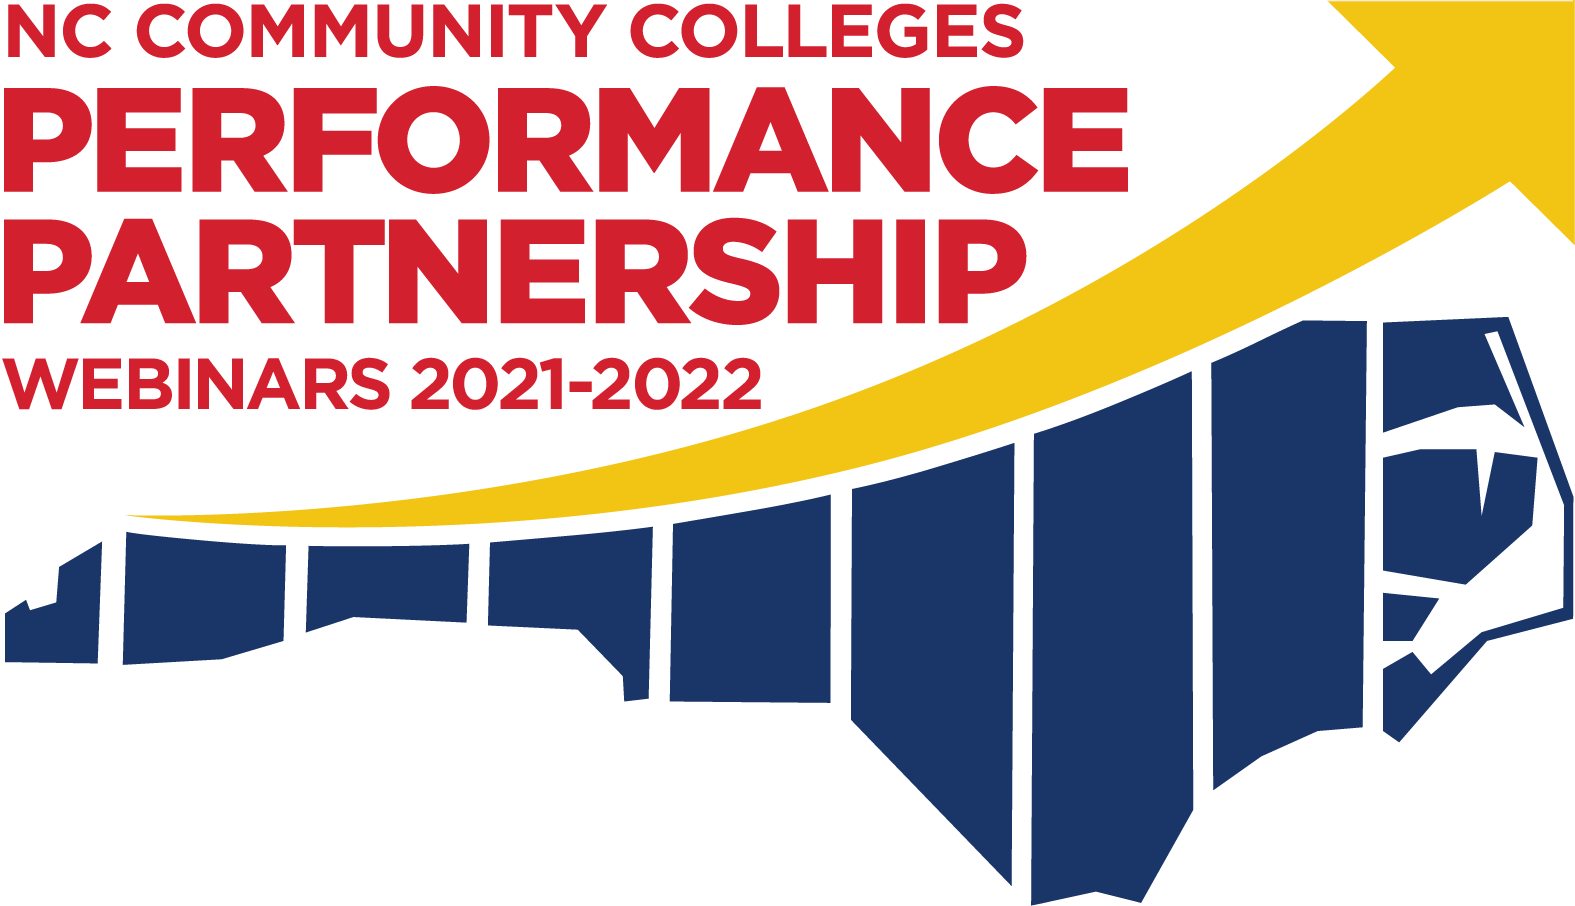 NC COMMUNITY COLLEGES
PERFORMANCE
PARTNERSHIP
WEBINARS 2021-2022